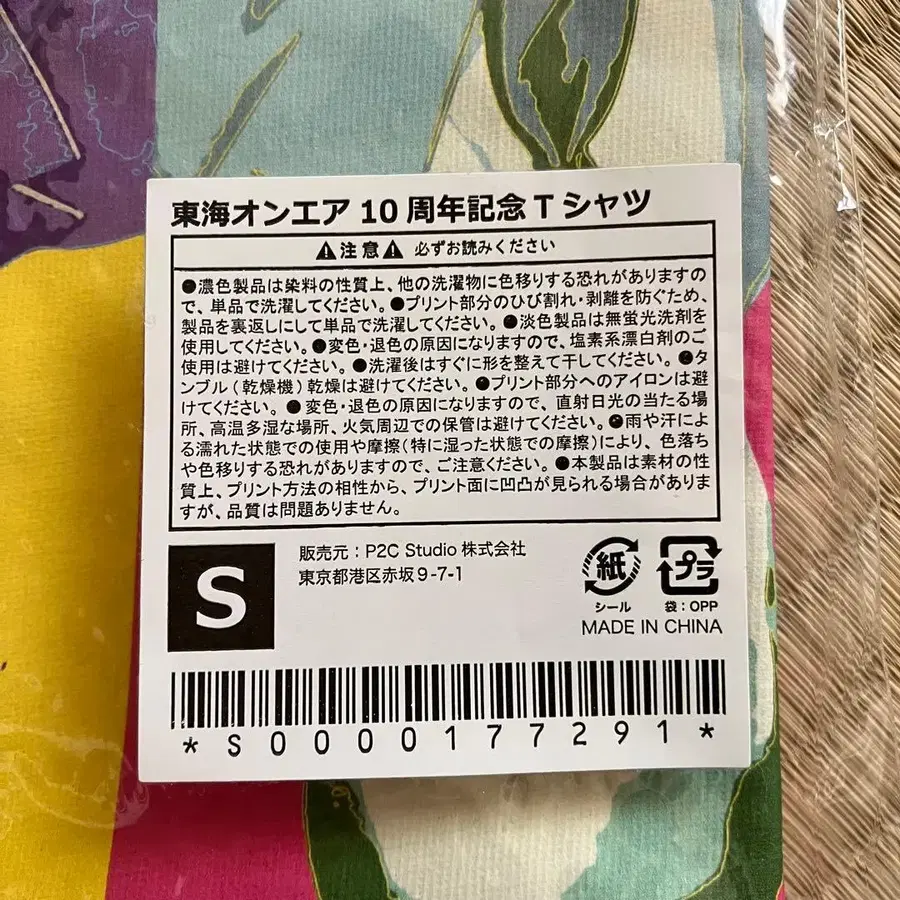 東海オンエア 10 周年記念 T シャツ
⚠注意⚠ 必ずお読みください
●濃色製品は染料の性質上、他の洗濯物に色移りする恐れがありますの
で、単品で洗濯してください。●プリント部分のひび割れ・剥離を防ぐため、
製品を裏返しにして単品で洗濯してください。●淡色製品は無蛍光洗剤を
使用してください。●変色・退色の原因になりますので、塩素系漂白剤のご
使用は避けてください。●洗濯後はすぐに形を整えて干してください。●タ
ンブル（乾燥機）乾燥は避けてください。●プリント部分へのアイロンは避
けてください。● 変色・退色の原因になりますので、直射日光の当たる場
所、高温多湿な場所、火気周辺での保管は避けてください。●雨や汗によ
る濡れた状態での使用や摩擦（特に湿った状態での摩擦）により、色落ち
や色移りする恐れがありますので、ご注意ください。●本製品は素材の性
質上、プリント方法の相性から、プリント面に凹凸が見られる場合がありま
すが、品質は問題ありません。
S
販売元：P2C Studio 株式会社
東京都港区赤坂 9-7-1
紙
シール
プラ
袋：OPP
MADE IN CHINA
*S0000177291*